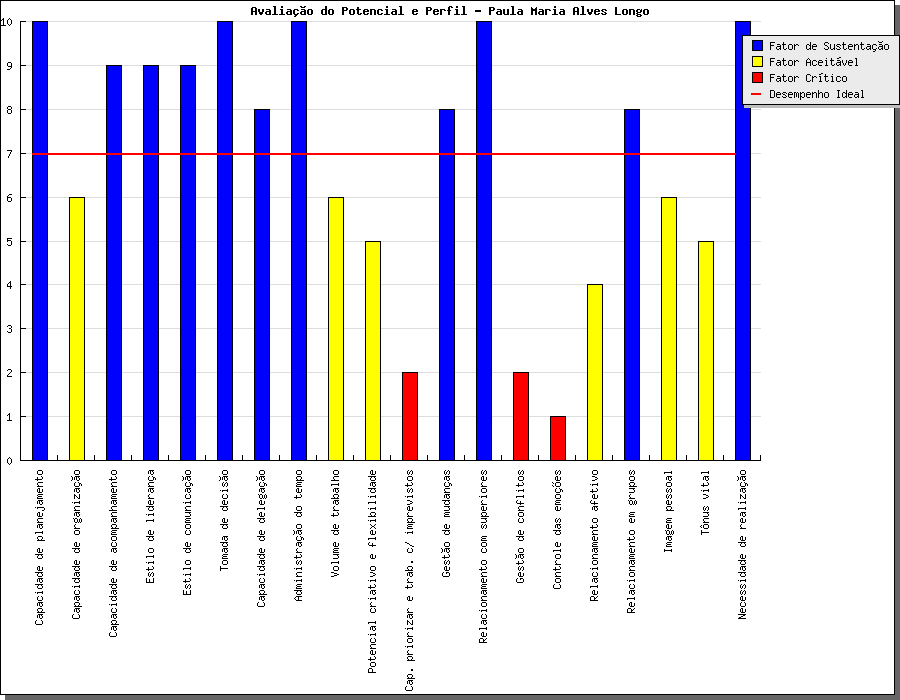 Avaliação do Potencial e Perfil - Paula Maria Alves Longo
10
9
8
7
6
5
4
3
2
1
0
Fator de Sustentação
Fator Aceitável
Fator Crítico
Desempenho Ideal
Capacidade de planejamento
Capacidade de organização
Capacidade de acompanhamento
Estilo de liderança
Estilo de comunicação
Tomada de decisão
Capacidade de delegação
Administração do tempo
Volume de trabalho
Potencial criativo e flexibilidade
Cap. priorizar e trab. c/ imprevistos
Gestão de mudanças
Relacionamento com superiores
Gestão de conflitos
Controle das emoções
Relacionamento afetivo
Relacionamento em grupos
Imagem pessoal
Tônus vital
Necessidade de realização